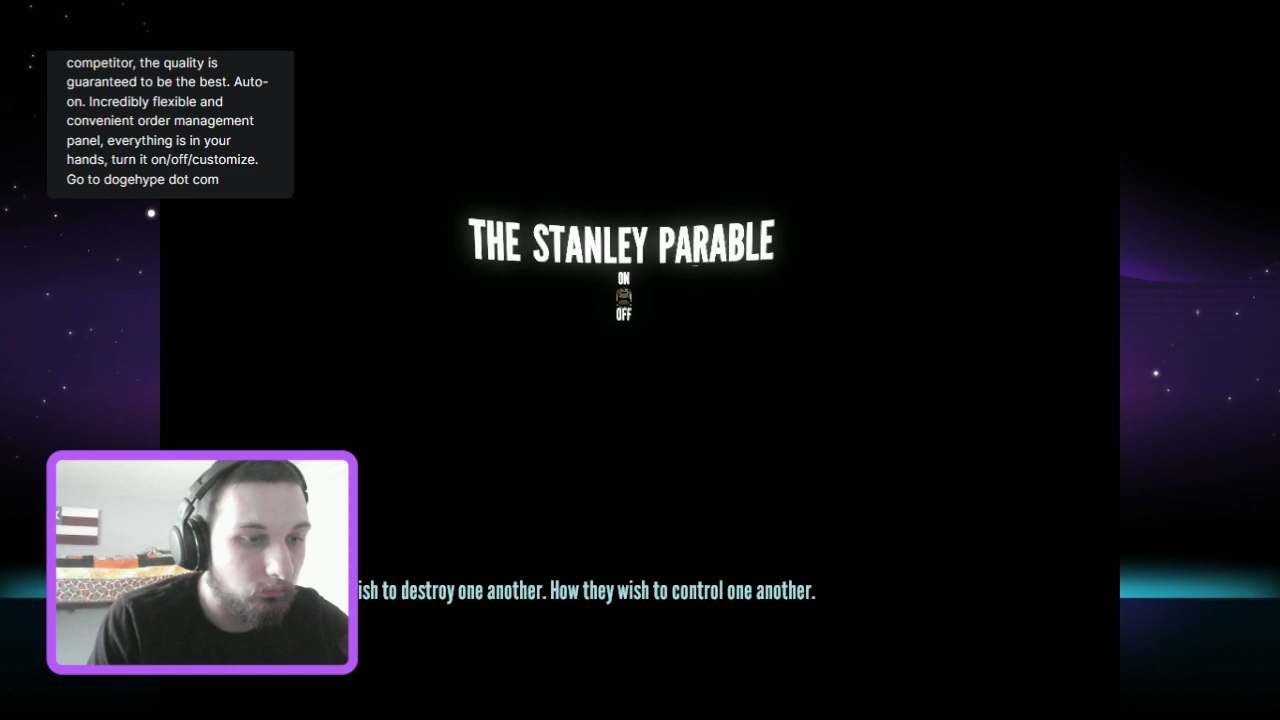 competitor, the quality is
guaranteed to be the best. Auto-
on. Incredibly flexible and
convenient order management
panel, everything is in your
hands, turn it on/off/customize.
Go to dogehype dot com
THE STANLEY PARABLE
ON
OFF
ish to destroy one another. How they wish to control one another.